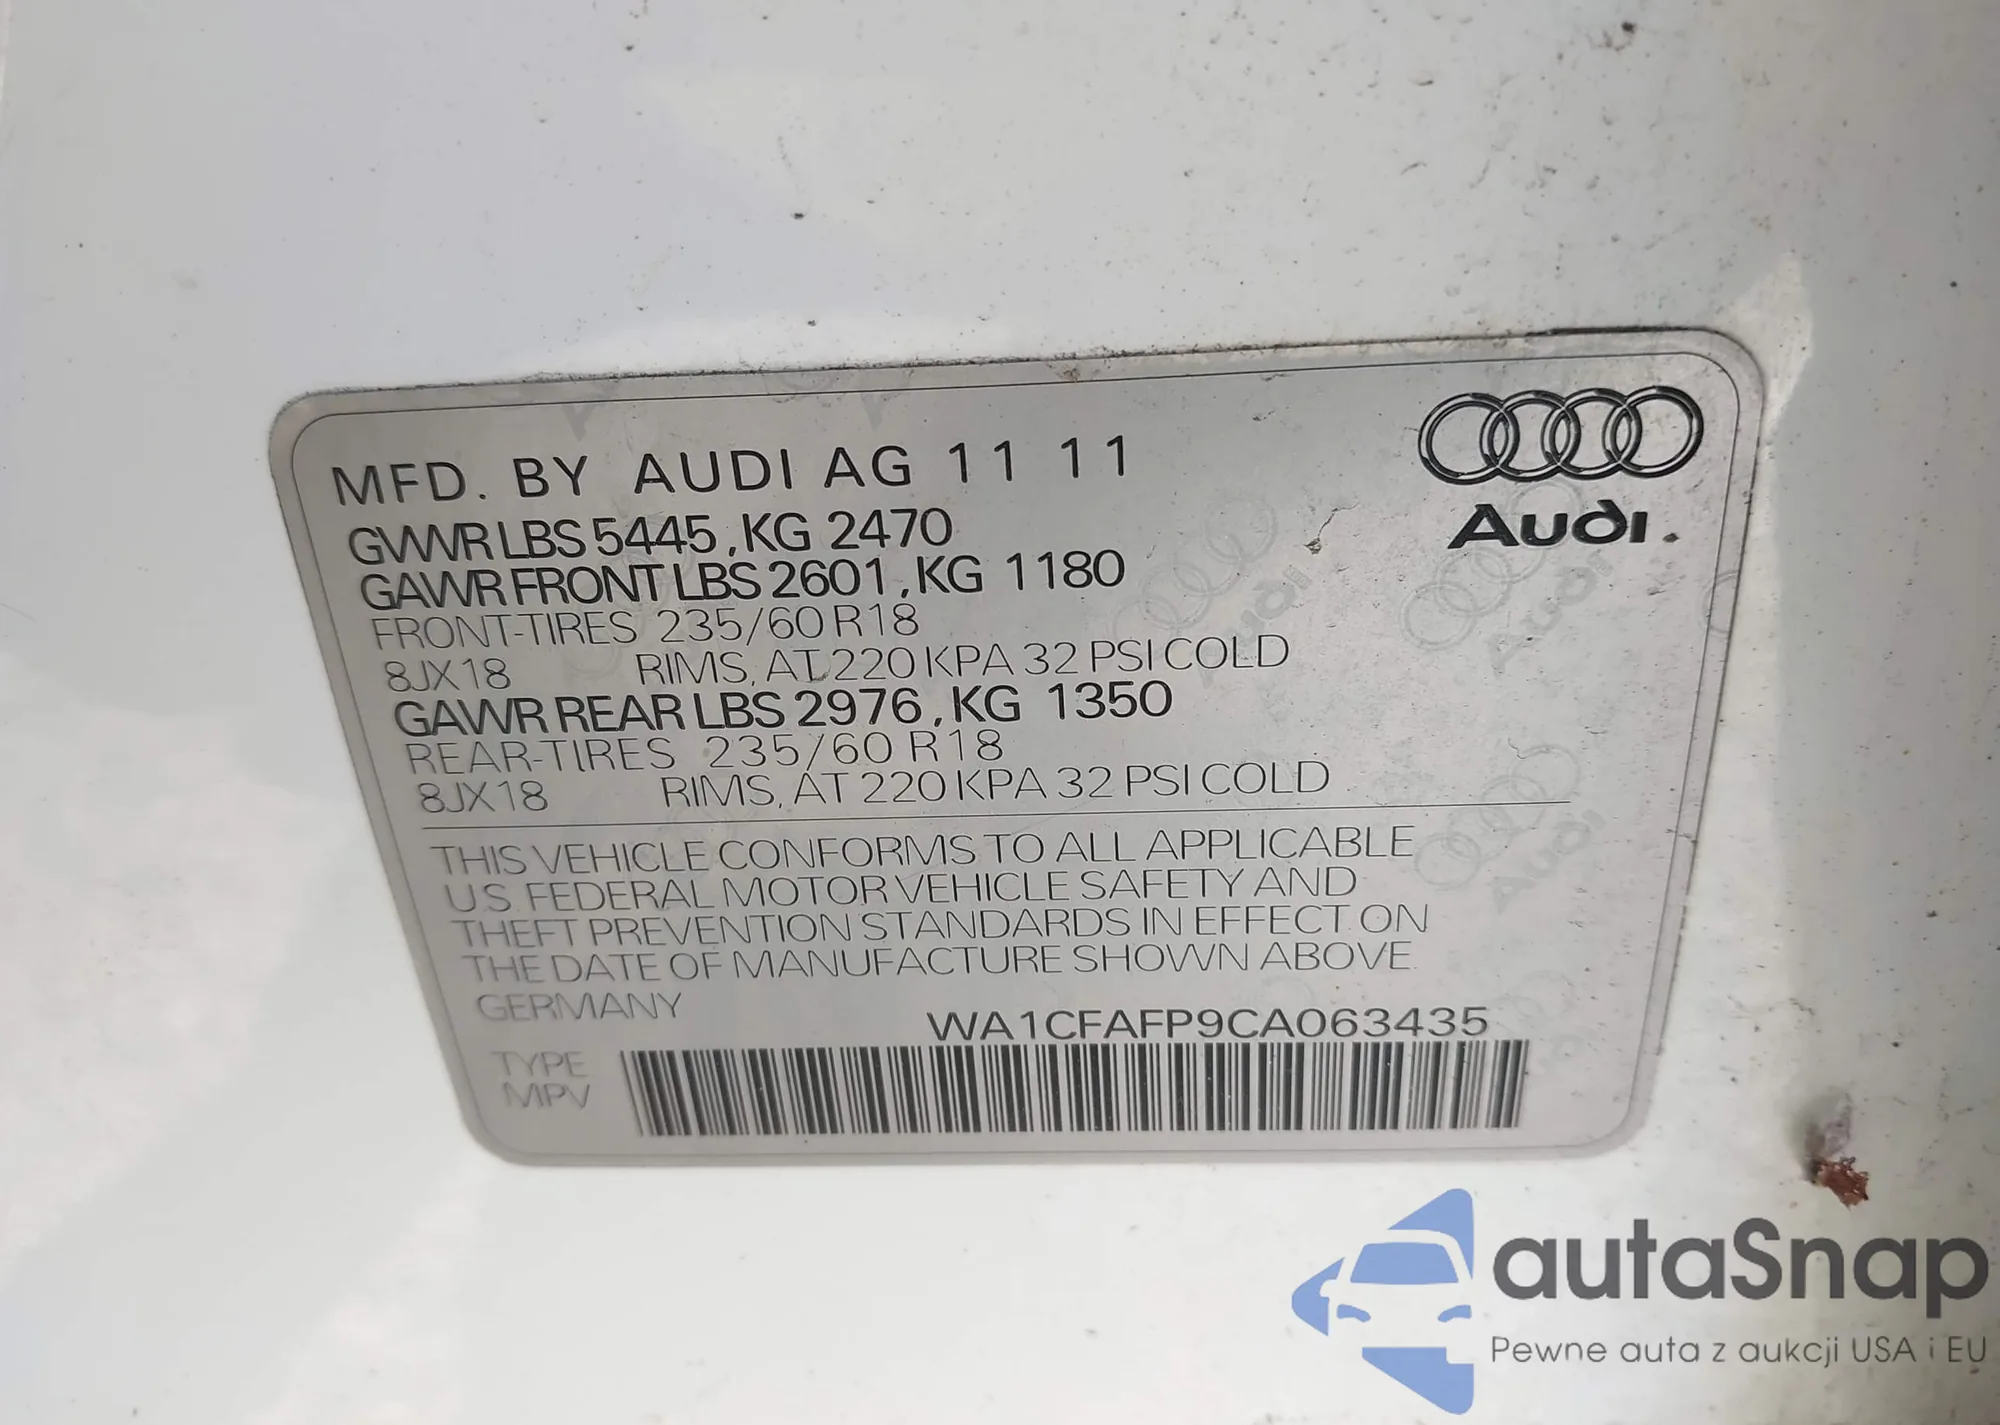 MFD. BY AUDI AG 11 11
Audi.
GVWR LBS 5445, KG 2470
GAWR FRONT LBS 2601, KG 1180
FRONT-TIRES 235/60 R18
8JX18 RIMS, AT 220 KPA 32 PSI COLD
GAWR REAR LBS 2976, KG 1350
REAR-TIRES 235/60 R18
8JX18 RIMS, AT 220 KPA 32 PSI COLD
THIS VEHICLE CONFORMS TO ALL APPLICABLE
U.S. FEDERAL MOTOR VEHICLE SAFETY AND
THEFT PREVENTION STANDARDS IN EFFECT ON
THE DATE OF MANUFACTURE SHOWN ABOVE.
GERMANY
WA1CFAFP9CA063435
TYPE
MPV
autaSnap
Pewne auta z aukcji USA i EU